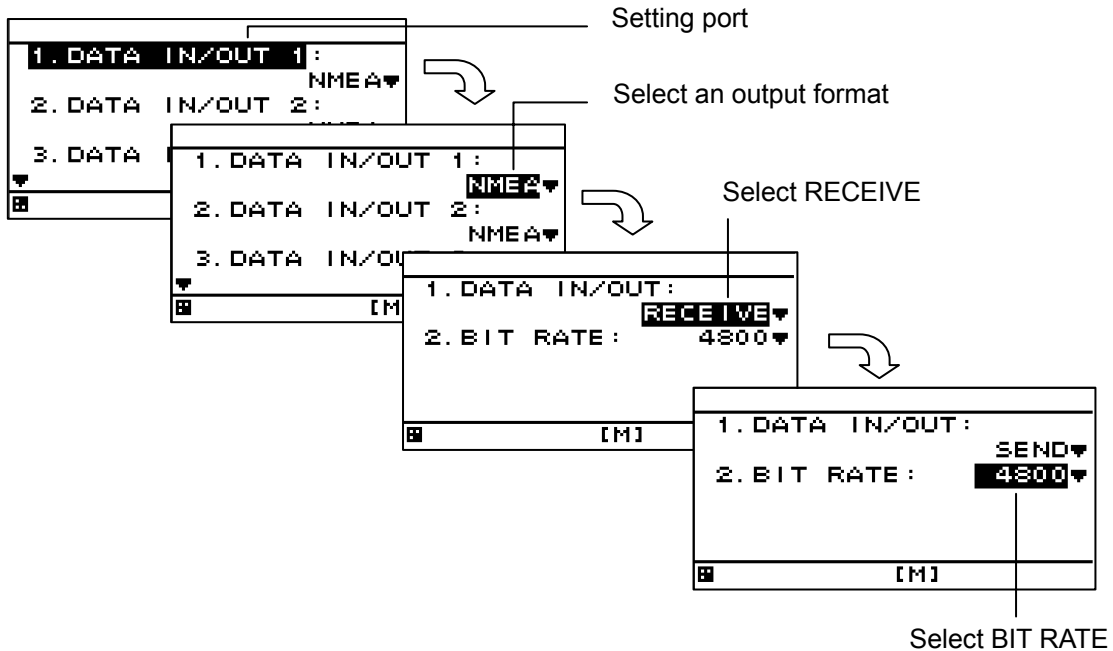 Setting port
1.DATA IN/OUT 1:
NMEA▼
2.DATA IN/OUT 2:
3.DATA
▼
Select an output format
1.DATA IN/OUT 1:
NMEA▼
2.DATA IN/OUT 2:
NMEA▼
3.DATA IN/OU
▼
[M
Select RECEIVE
1.DATA IN/OUT:
RECEIVE▼
2.BIT RATE: 4800▼
[M]
1.DATA IN/OUT:
SEND▼
2.BIT RATE: 4800▼
[M]
Select BIT RATE